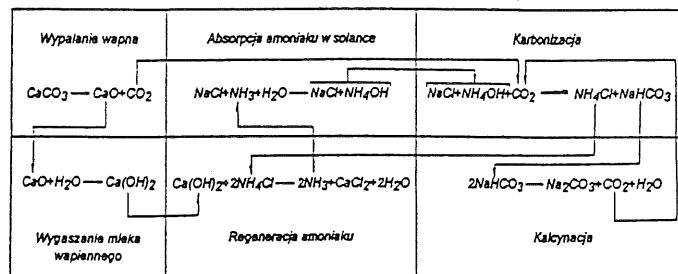 Wypalanie wapna
Absorpcja amoniaku w solance
Karbonizacja
CaCO₃ — CaO+CO₂
NaCl+NH₃+H₂O — NaCl+NH₄OH
NaCl+NH₄OH+CO₂ → NH₄Cl+NaHCO₃
CaO+H₂O — Ca(OH)₂
Ca(OH)₂+2NH₄Cl — 2NH₃+CaCl₂+2H₂O
2NaHCO₃ → Na₂CO₃+CO₂+H₂O
Wygaszanie mleka
wapiennego
Regeneracja amoniaku
Kalcynacja